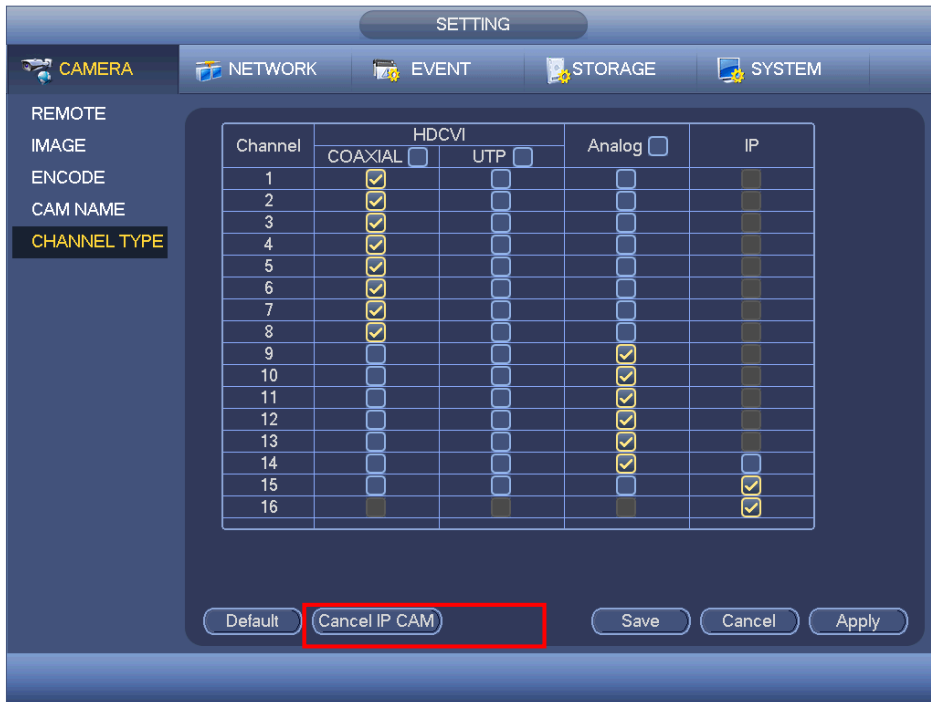 SETTING
CAMERA NETWORK EVENT STORAGE SYSTEM
REMOTE
IMAGE
ENCODE
CAM NAME
CHANNEL TYPE
Channel HDCVI Analog IP
COAXIAL UTP
1
2
3
4
5
6
7
8
9
10
11
12
13
14
15
16
Default Cancel IP CAM Save Cancel Apply